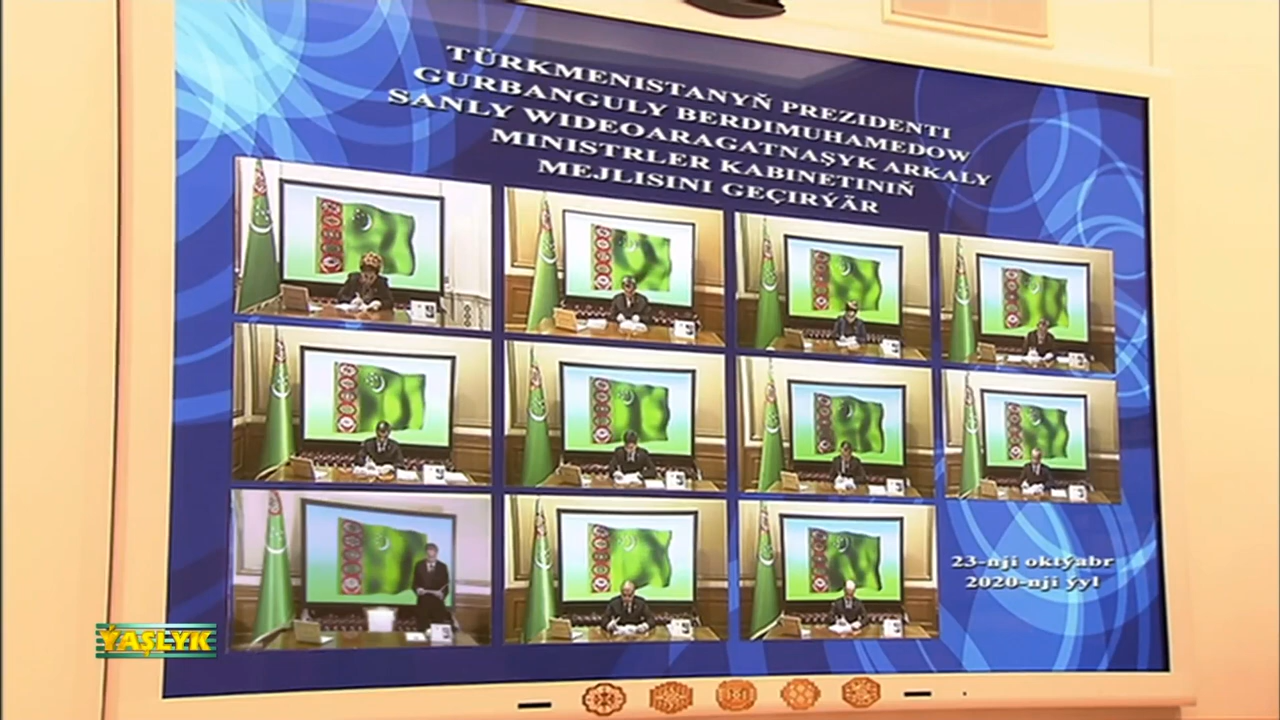 TÜRKMENISTANYŇ PREZIDENTI
GURBANGULY BERDIMUHAMEDOW
SANLY WIDEOARAGATNAŞYK ARKALY
MINISTRLER KABINETINIŇ
MEJLISINI GEÇIRÝÄR
23-nji oktýabr
2020-nji ýyl
ÝAŞLYK